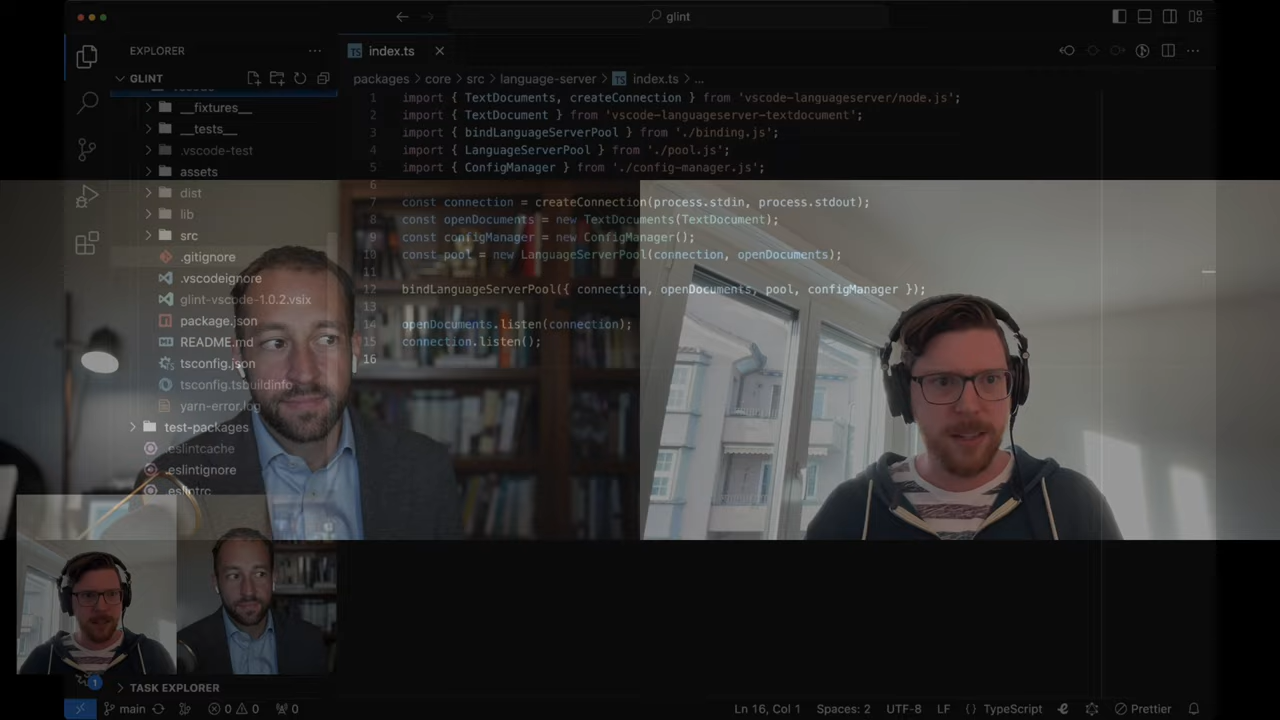 glint
EXPLORER
index.ts
GLINT
packages > core > src > language-server > index.ts > ...
__fixtures__
__tests__
.vscode-test
assets
dist
lib
src
.gitignore
.vscodeignore
glint-vscode-1.0.2.vsix
package.json
README.md
tsconfig.json
tsconfig.tsbuildinfo
yarn-error.log
test-packages
.eslintcache
.eslintignore
.eslintrc
1 import { TextDocuments, createConnection } from 'vscode-languageserver/node.js';
2 import { TextDocument } from 'vscode-languageserver-textdocument';
3 import { bindLanguageServerPool } from './binding.js';
4 import { LanguageServerPool } from './pool.js';
5 import { ConfigManager } from './config-manager.js';
6
7 const connection = createConnection(process.stdin, process.stdout);
8 const openDocuments = new TextDocuments(TextDocument);
9 const configManager = new ConfigManager();
10 const pool = new LanguageServerPool(connection, openDocuments);
11
12 bindLanguageServerPool({ connection, openDocuments, pool, configManager });
13
14 openDocuments.listen(connection);
15 connection.listen();
16
1
TASK EXPLORER
main
0 0
0
Ln 16, Col 1
Spaces: 2
UTF-8
LF
{} TypeScript
Prettier